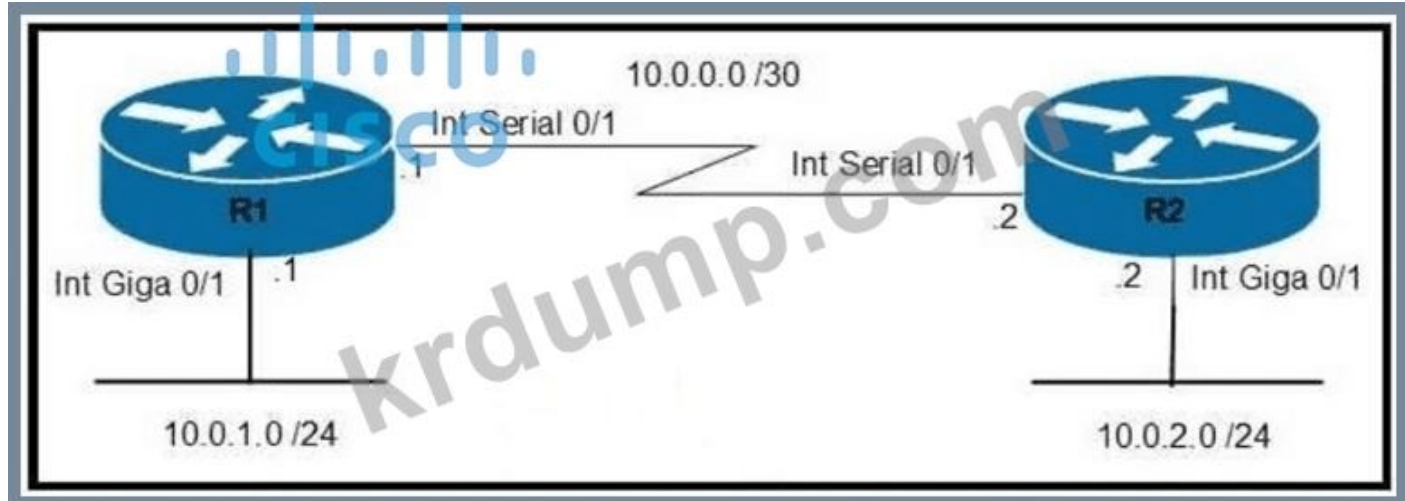 10.0.0.0 /30
CISCO
Int Serial 0/1
.1
Int Serial 0/1
.2
R1
R2
Int Giga 0/1
.1
.2
Int Giga 0/1
krdump.com
10.0.1.0 /24
10.0.2.0 /24